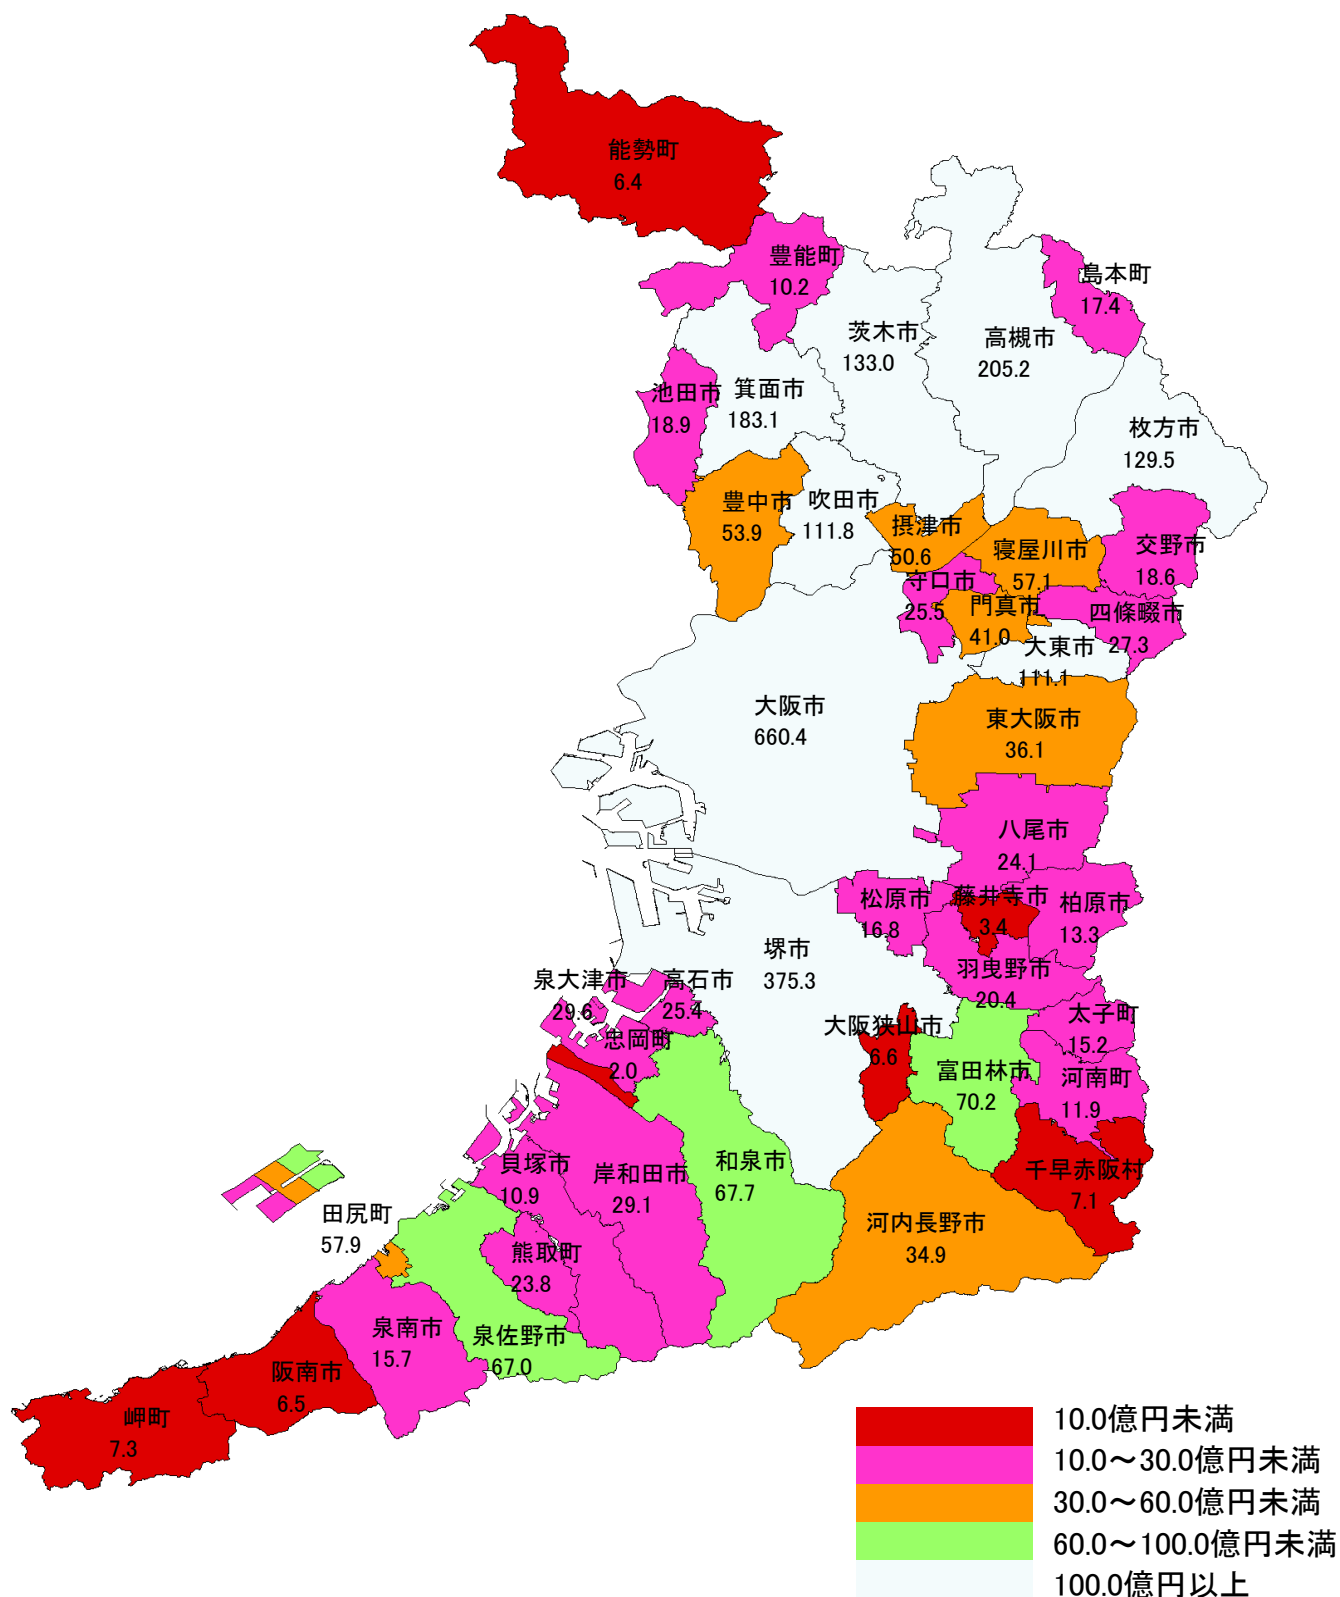 能勢町
6.4
豊能町
10.2
島本町
17.4
茨木市
133.0
高槻市
205.2
池田市
18.9
箕面市
183.1
枚方市
129.5
豊中市
53.9
吹田市
111.8
摂津市
50.6
寝屋川市
57.1
交野市
18.6
守口市
25.5
門真市
41.0
四條畷市
27.3
大東市
111.1
大阪市
660.4
東大阪市
36.1
八尾市
24.1
松原市
16.8
藤井寺市
3.4
柏原市
13.3
堺市
375.3
羽曳野市
20.4
泉大津市
29.6
高石市
25.4
忠岡町
2.0
大阪狭山市
6.6
太子町
15.2
富田林市
70.2
河南町
11.9
千早赤阪村
7.1
貝塚市
10.9
岸和田市
29.1
和泉市
67.7
河内長野市
34.9
田尻町
57.9
熊取町
23.8
泉南市
15.7
泉佐野市
67.0
阪南市
6.5
岬町
7.3
10.0億円未満
10.0～30.0億円未満
30.0～60.0億円未満
60.0～100.0億円未満
100.0億円以上